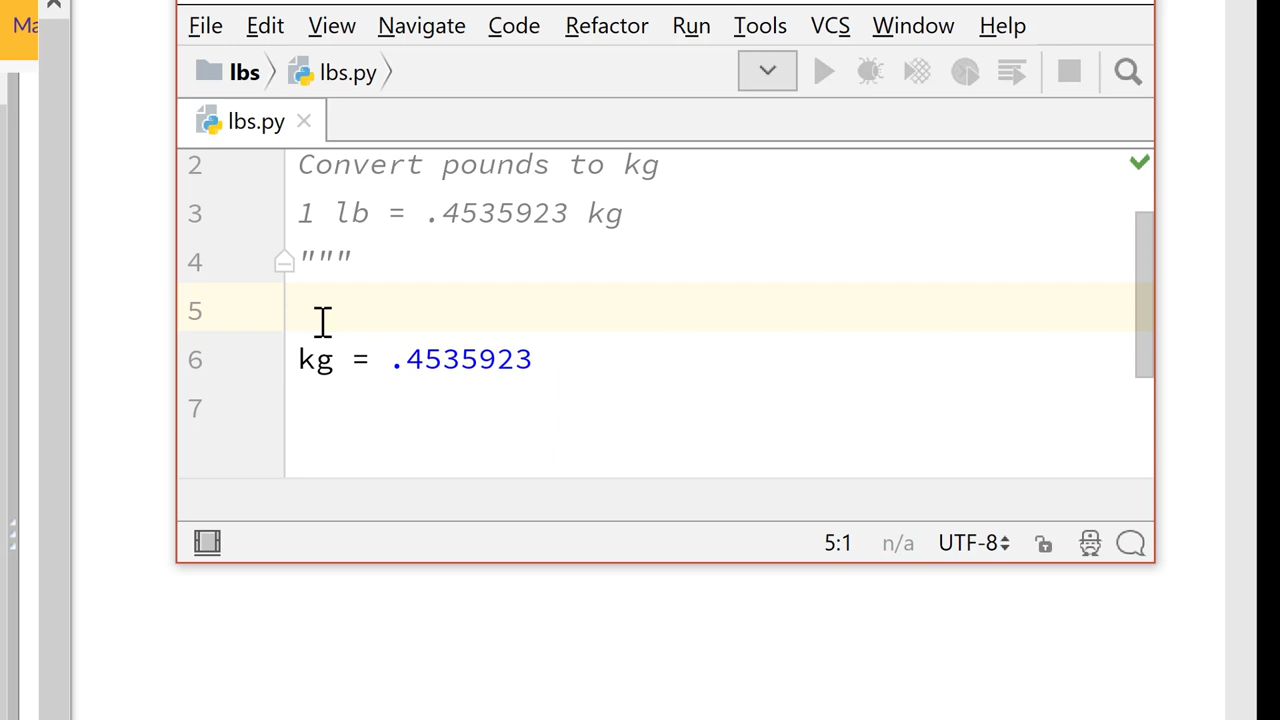 Ma
File Edit View Navigate Code Refactor Run Tools VCS Window Help
lbs lbs.py
lbs.py
2 Convert pounds to kg
3 1 lb = .4535923 kg
4 """
5
6 kg = .4535923
7
5:1 n/a UTF-8